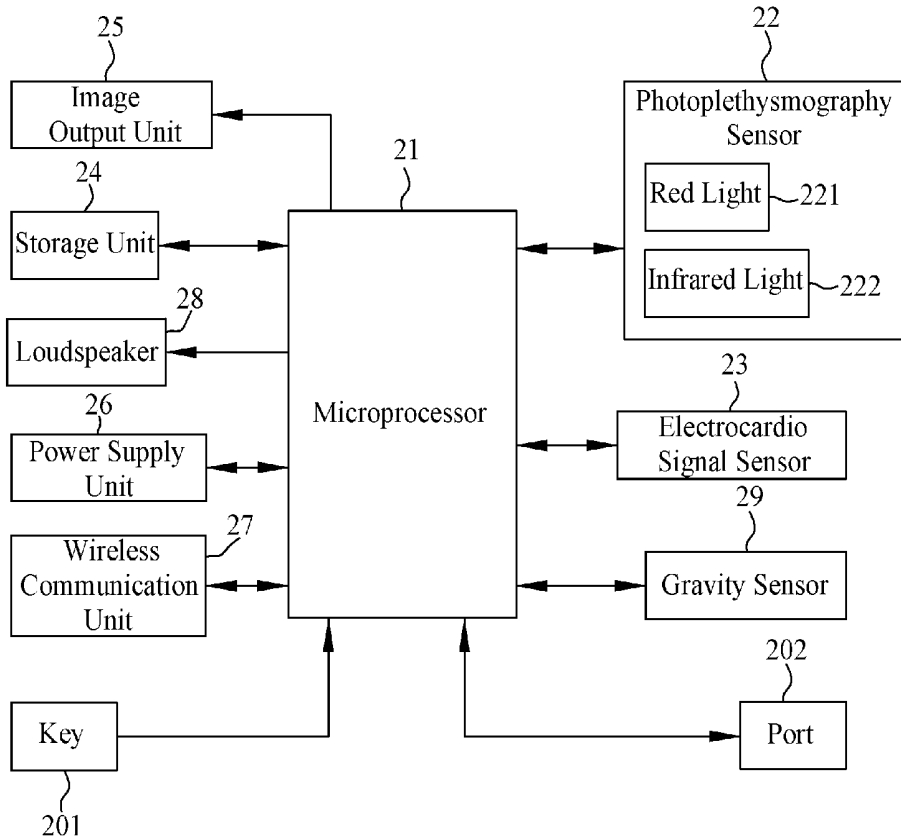 25
Image
Output Unit
24
Storage Unit
28
Loudspeaker
26
Power Supply
Unit
27
Wireless
Communication
Unit
Key
201
21
Microprocessor
22
Photoplethysmography
Sensor
Red Light
221
Infrared Light
222
23
Electrocardio
Signal Sensor
29
Gravity Sensor
202
Port